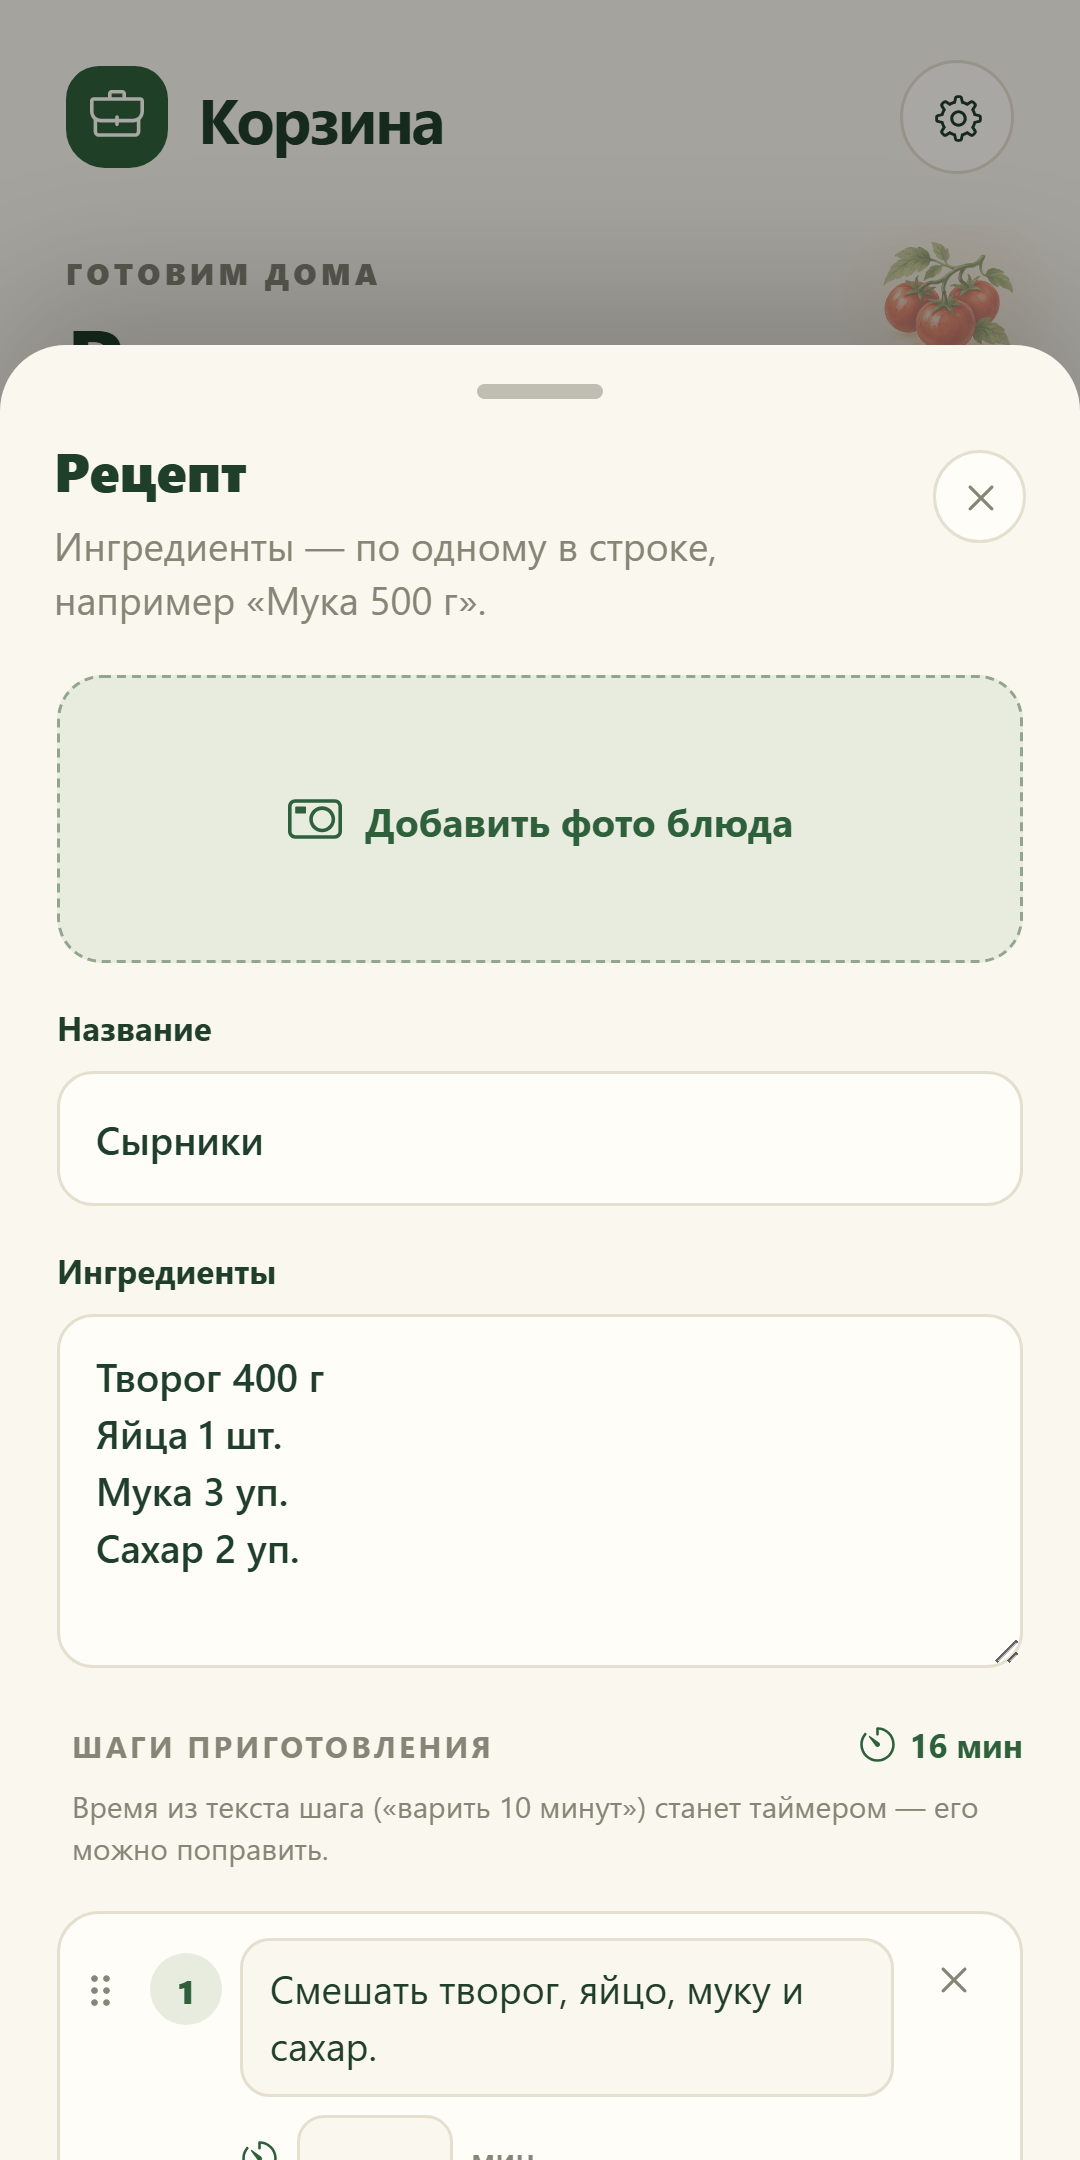 Корзина
ГОТОВИМ ДОМА
Рецепт
Ингредиенты — по одному в строке,
например «Мука 500 г».
Добавить фото блюда
Название
Сырники
Ингредиенты
Творог 400 г
Яйца 1 шт.
Мука 3 уп.
Сахар 2 уп.
ШАГИ ПРИГОТОВЛЕНИЯ
16 мин
Время из текста шага («варить 10 минут») станет таймером — его
можно поправить.
1
Смешать творог, яйцо, муку и
сахар.
мин